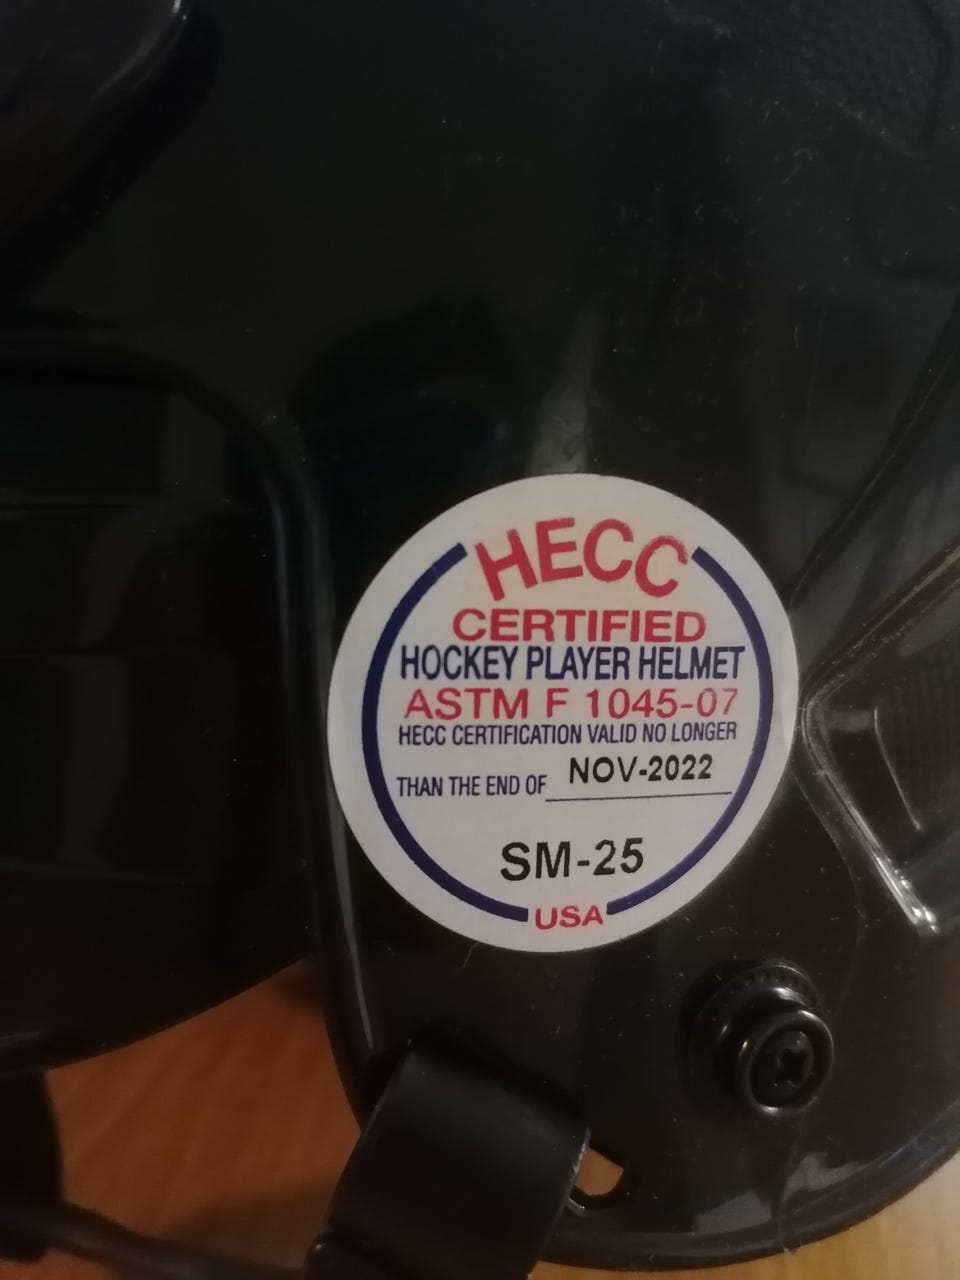 HECC
CERTIFIED
HOCKEY PLAYER HELMET
ASTM F 1045-07
HECC CERTIFICATION VALID NO LONGER
THAN THE END OF NOV-2022
SM-25
USA